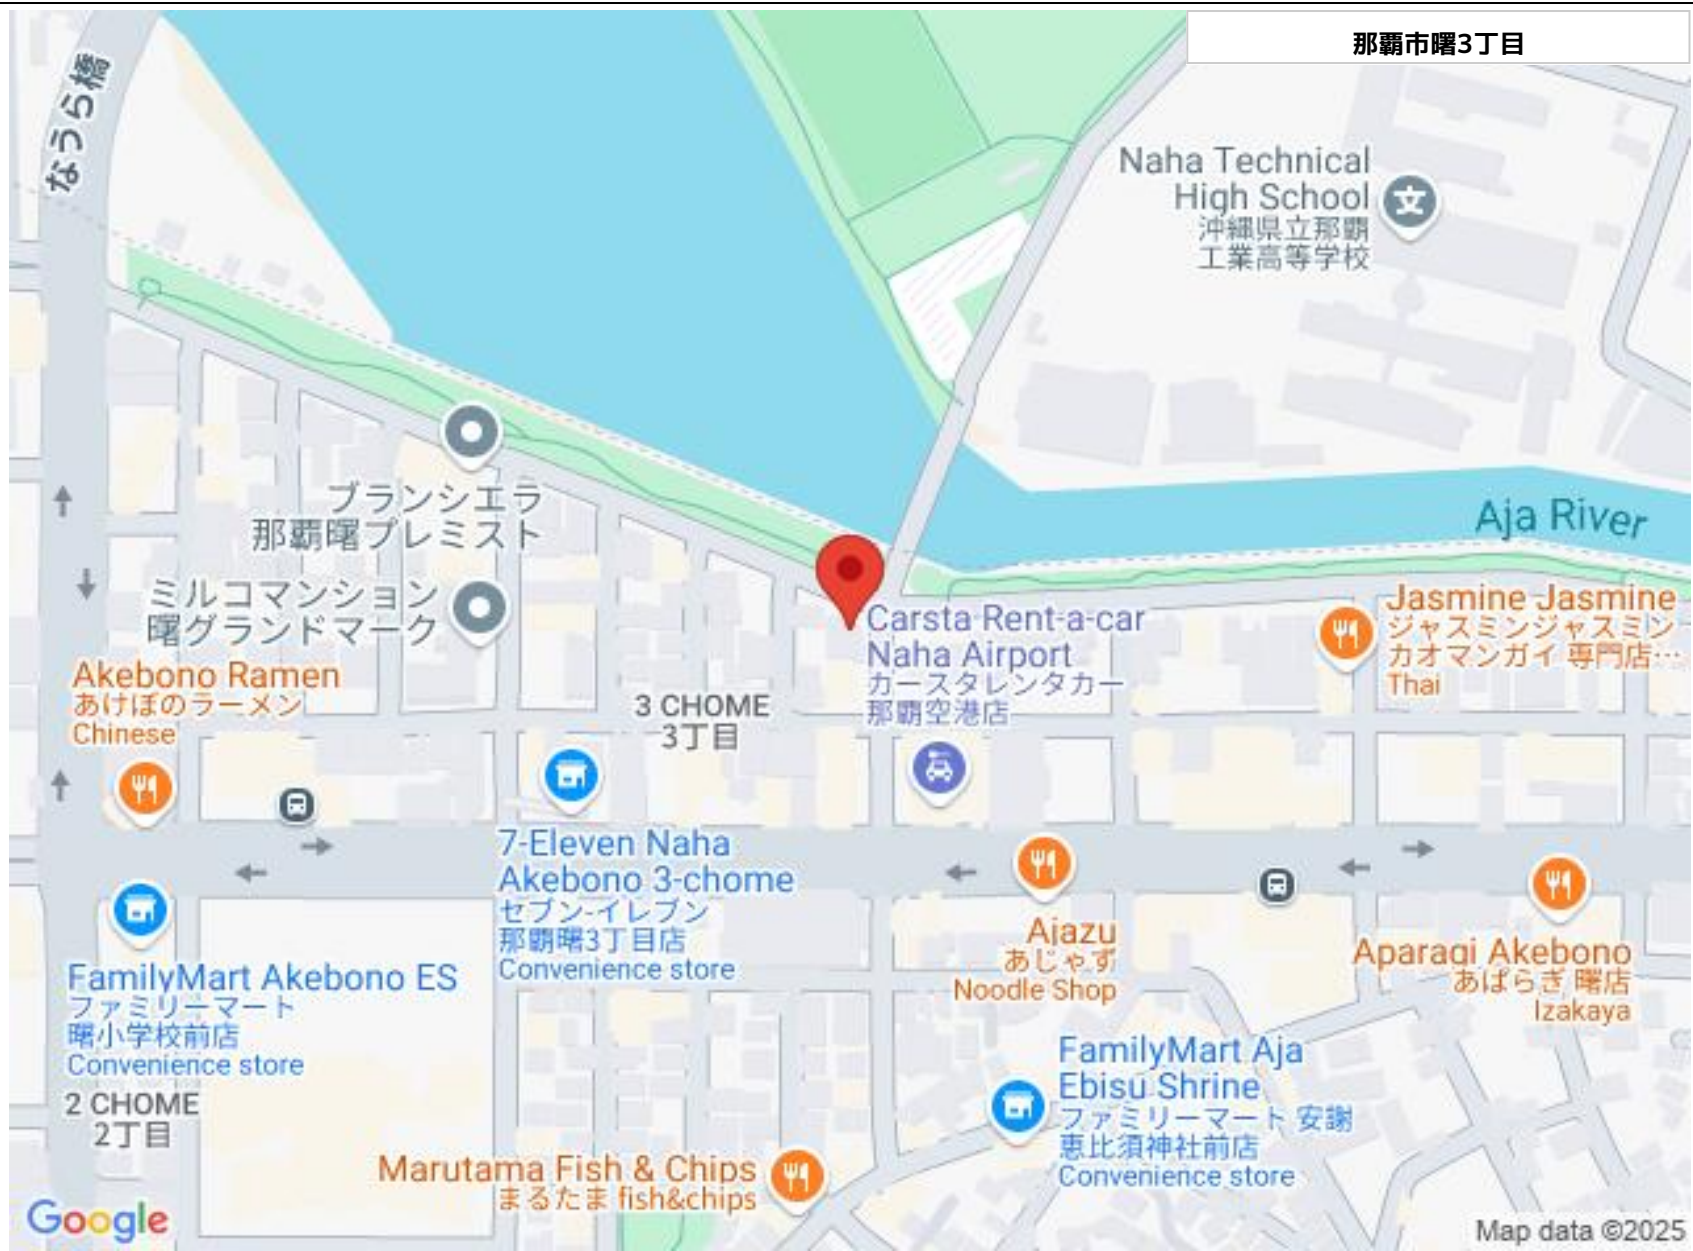 那覇市曙3丁目
なうら橋
Naha Technical
High School
沖縄県立那覇
工業高等学校
Aja River
ブランシエラ
那覇曙プレミスト
ミルコマンション
曙グランドマーク
Carsta Rent-a-car
Naha Airport
カースタレンタカー
那覇空港店
Jasmine Jasmine
ジャスミンジャスミン
カオマンガイ 専門店…
Thai
Akebono Ramen
あけぼのラーメン
Chinese
3 CHOME
3丁目
7-Eleven Naha
Akebono 3-chome
セブン-イレブン
那覇曙3丁目店
Convenience store
Ajazu
あじゃず
Noodle Shop
Aparagi Akebono
あぱらぎ 曙店
Izakaya
FamilyMart Akebono ES
ファミリーマート
曙小学校前店
Convenience store
FamilyMart Aja
Ebisu Shrine
ファミリーマート 安謝
恵比須神社前店
Convenience store
2 CHOME
2丁目
Marutama Fish & Chips
まるたま fish&chips
Google
Map data ©2025